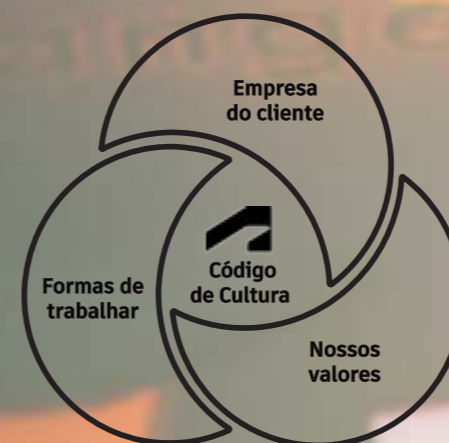 Empresa
do cliente
Formas de
trabalhar
Código
de Cultura
Nossos
valores